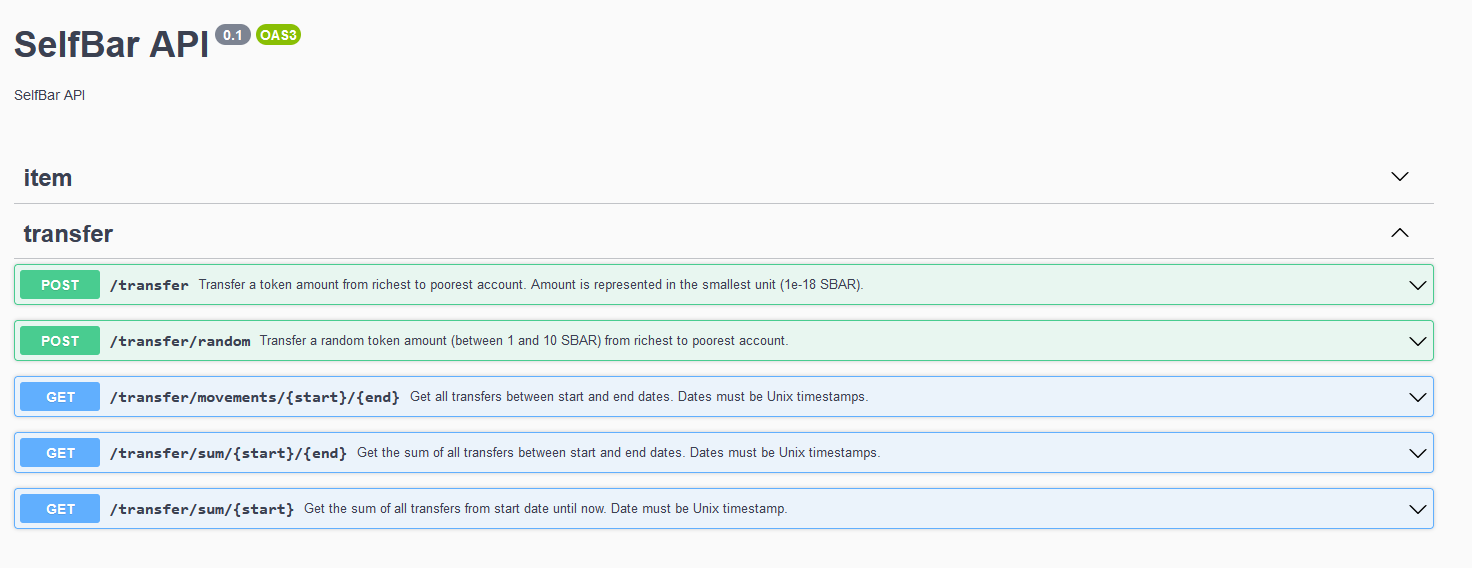 SelfBar API 0.1 OAS3
SelfBar API
item
transfer
POST /transfer Transfer a token amount from richest to poorest account. Amount is represented in the smallest unit (1e-18 SBAR).
POST /transfer/random Transfer a random token amount (between 1 and 10 SBAR) from richest to poorest account.
GET /transfer/movements/{start}/{end} Get all transfers between start and end dates. Dates must be Unix timestamps.
GET /transfer/sum/{start}/{end} Get the sum of all transfers between start and end dates. Dates must be Unix timestamps.
GET /transfer/sum/{start} Get the sum of all transfers from start date until now. Date must be Unix timestamp.